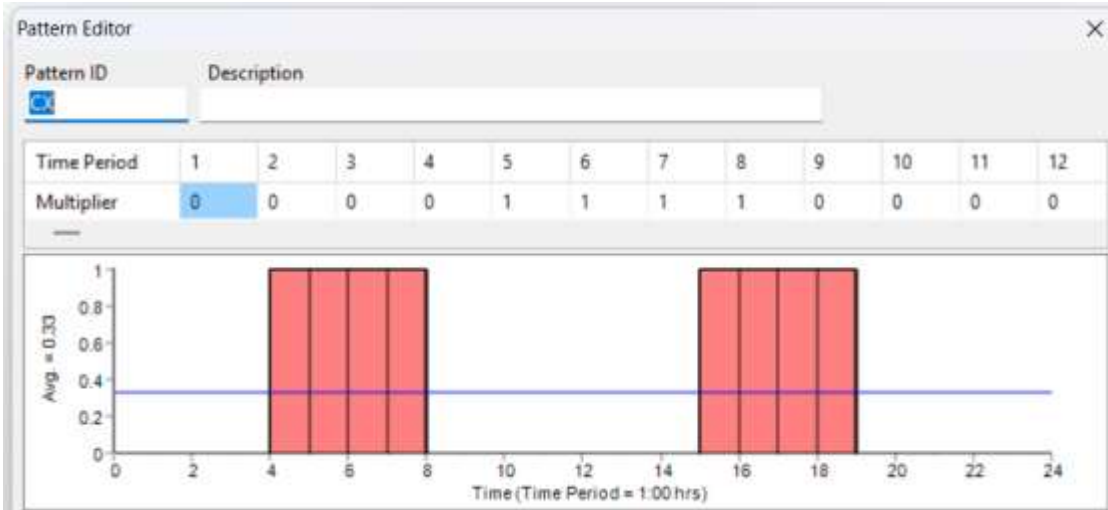 Pattern Editor
Pattern ID Description
CX
Time Period 1 2 3 4 5 6 7 8 9 10 11 12
Multiplier 0 0 0 0 1 1 1 1 0 0 0 0
1
0.8
0.6
0.4
0.2
0
Avg. = 0.33
0 2 4 6 8 10 12 14 16 18 20 22 24
Time (Time Period = 1:00 hrs)